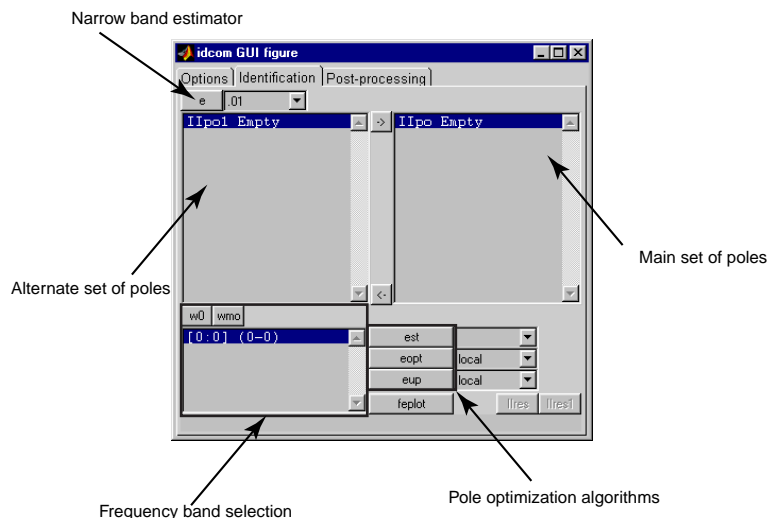 Narrow band estimator
idcom GUI figure
Options Identification Post-processing
e .01
IIpo1 Empty -> IIpo Empty
Main set of poles
Alternate set of poles
<-
w0 wmo
[0:0] (0-0) est
eopt local
eup local
feplot IIres IIres1
Pole optimization algorithms
Frequency band selection